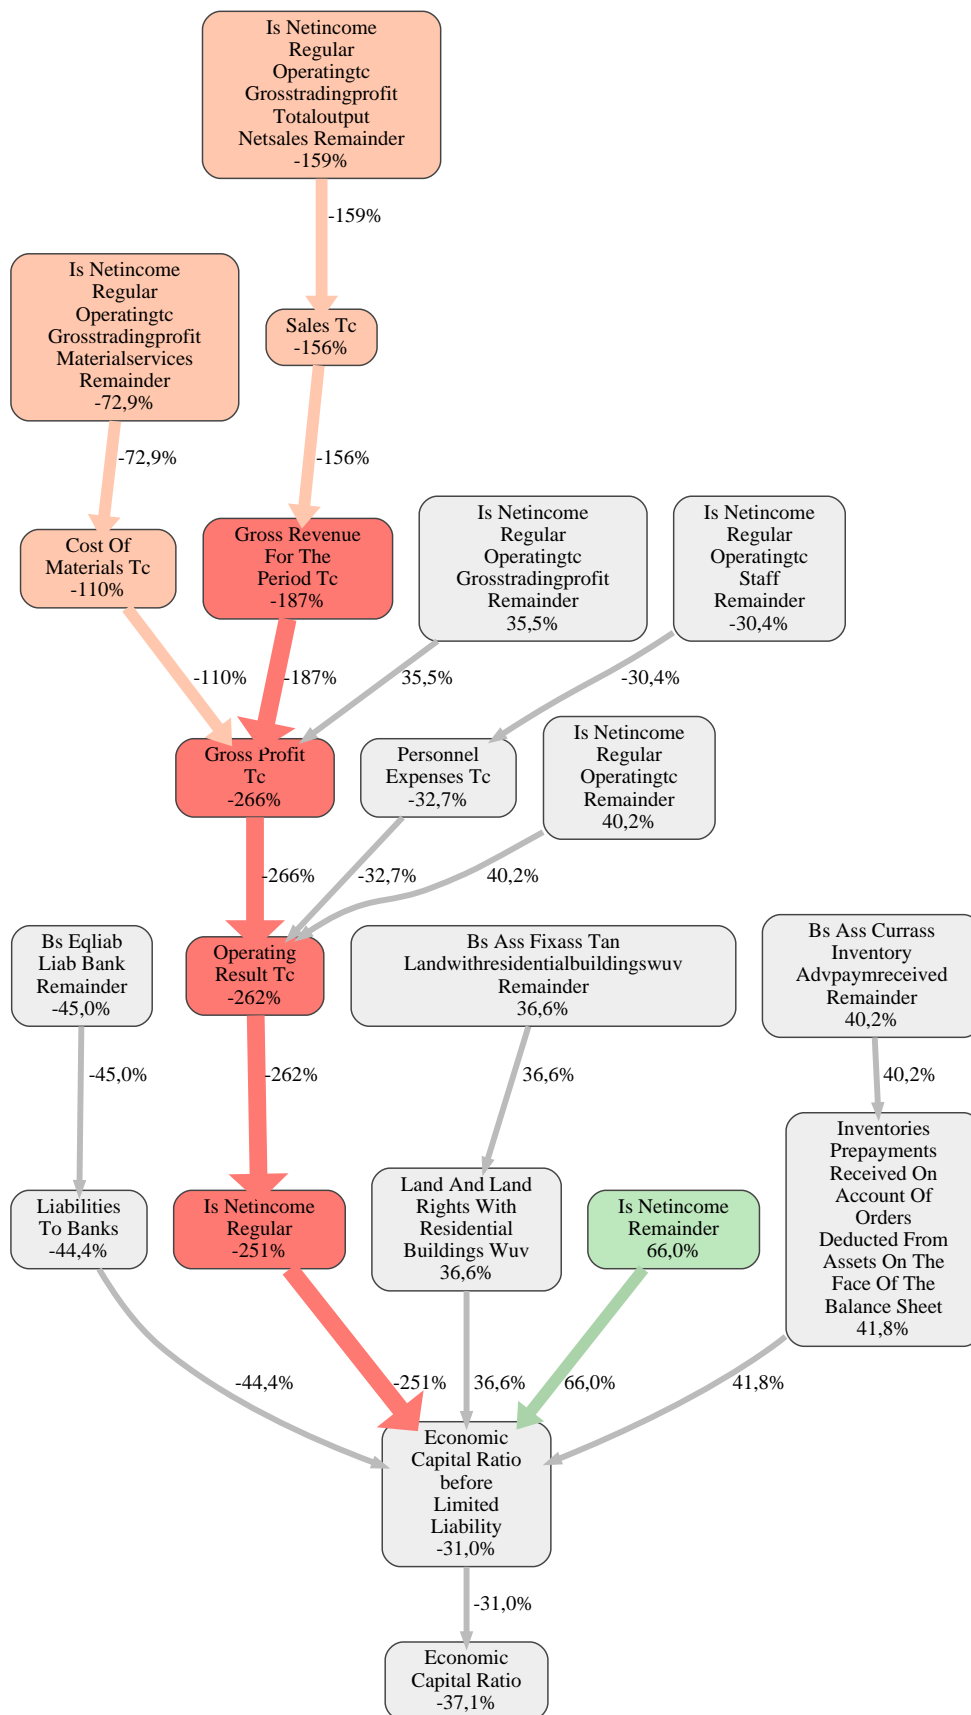 Is Netincome
Regular
Operatingtc
Grosstradingprofit
Totaloutput
Netsales Remainder
-159%
-159%
Is Netincome
Regular
Operatingtc
Grosstradingprofit
Materialservices
Remainder
-72,9%
Sales Tc
-156%
-72,9%
-156%
Cost Of
Materials Tc
-110%
Gross Revenue
For The
Period Tc
-187%
Is Netincome
Regular
Operatingtc
Grosstradingprofit
Remainder
35,5%
Is Netincome
Regular
Operatingtc
Staff
Remainder
-30,4%
-110%
-187%
35,5%
-30,4%
Gross Profit
Tc
-266%
Personnel
Expenses Tc
-32,7%
Is Netincome
Regular
Operatingtc
Remainder
40,2%
-266%
-32,7%
40,2%
Bs Eqliab
Liab Bank
Remainder
-45,0%
Operating
Result Tc
-262%
Bs Ass Fixass Tan
Landwithresidentialbuildingswuv
Remainder
36,6%
Bs Ass Currass
Inventory
Advpaymreceived
Remainder
40,2%
-45,0%
-262%
36,6%
40,2%
Liabilities
To Banks
-44,4%
Is Netincome
Regular
-251%
Land And Land
Rights With
Residential
Buildings Wuv
36,6%
Is Netincome
Remainder
66,0%
Inventories
Prepayments
Received On
Account Of
Orders
Deducted From
Assets On The
Face Of The
Balance Sheet
41,8%
-44,4%
-251%
36,6%
66,0%
41,8%
Economic
Capital Ratio
before
Limited
Liability
-31,0%
-31,0%
Economic
Capital Ratio
-37,1%